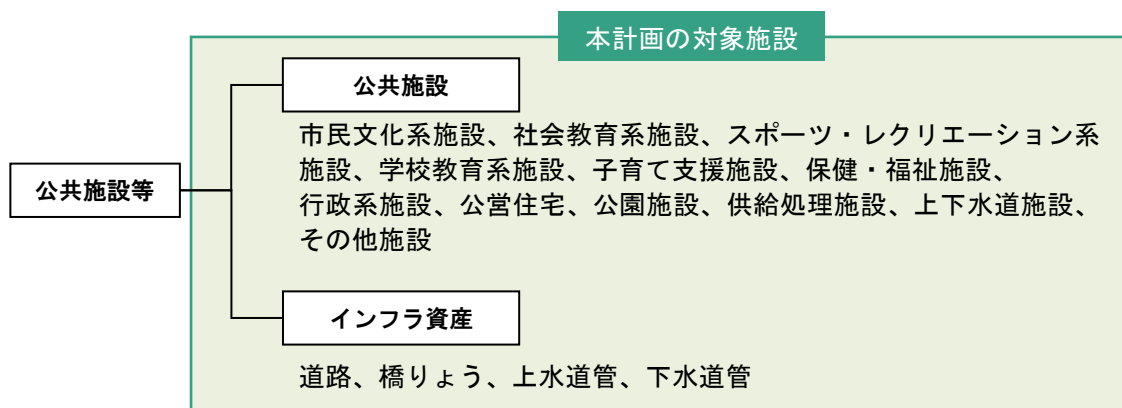 本計画の対象施設
公共施設
市民文化系施設、社会教育系施設、スポーツ・レクリエーション系
施設、学校教育系施設、子育て支援施設、保健・福祉施設、
行政系施設、公営住宅、公園施設、供給処理施設、上下水道施設、
その他施設
公共施設等
インフラ資産
道路、橋りょう、上水道管、下水道管